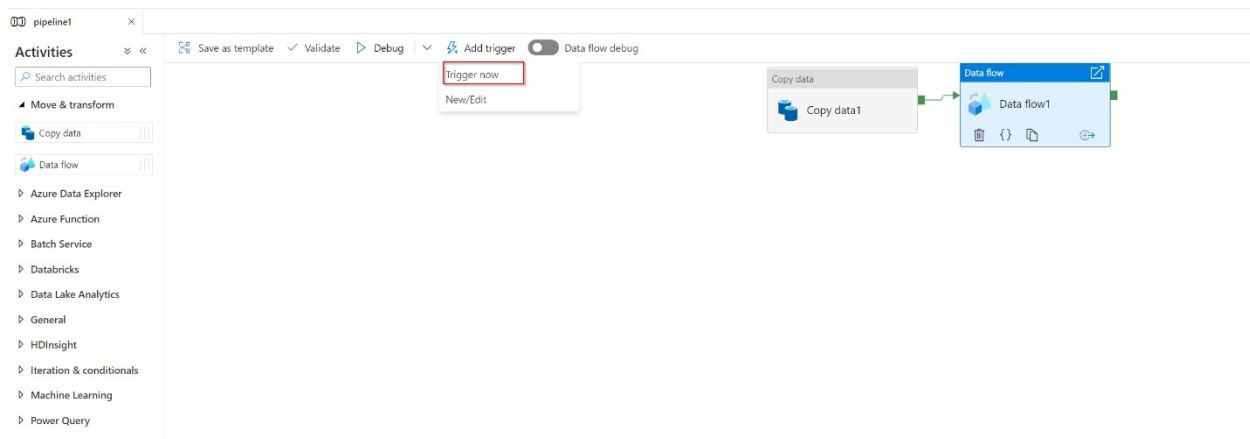 pipeline1
Activities
Search activities
Move & transform
Copy data
Data flow
Azure Data Explorer
Azure Function
Batch Service
Databricks
Data Lake Analytics
General
HDInsight
Iteration & conditionals
Machine Learning
Power Query
Save as template Validate Debug Add trigger Data flow debug
Trigger now
New/Edit
Copy data
Copy data1
Data flow
Data flow1
{}